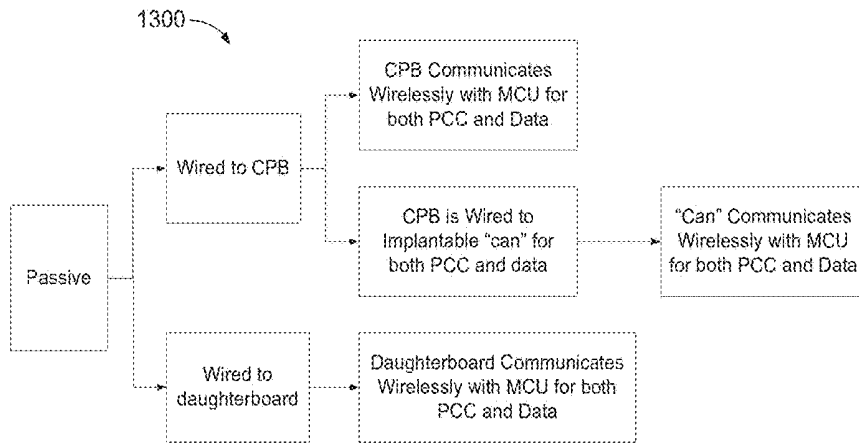 1300
CPB Communicates
Wirelessly with MCU for
both PCC and Data
Wired to CPB
CPB is Wired to
Implantable "can" for
both PCC and data
"Can" Communicates
Wirelessly with MCU
for both PCC and Data
Passive
Wired to
daughterboard
Daughterboard Communicates
Wirelessly with MCU for both
PCC and Data